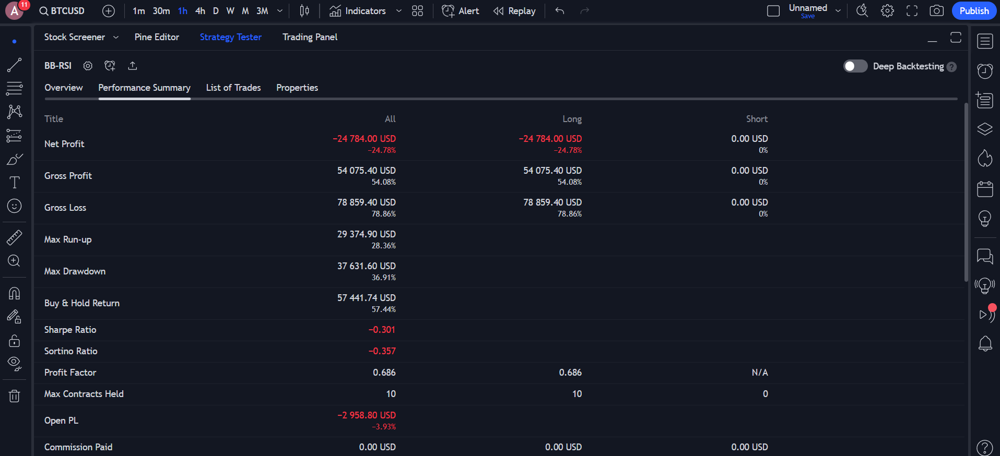 A 11 BTCUSD 1m 30m 1h 4h D W M 3M Indicators Alert Replay Unnamed Save Publish
Stock Screener Pine Editor Strategy Tester Trading Panel
BB-RSI Deep Backtesting ?
Overview Performance Summary List of Trades Properties
Title All Long Short
Net Profit −24 784.00 USD −24 784.00 USD 0.00 USD
−24.78% −24.78% 0%
Gross Profit 54 075.40 USD 54 075.40 USD 0.00 USD
54.08% 54.08% 0%
Gross Loss 78 859.40 USD 78 859.40 USD 0.00 USD
78.86% 78.86% 0%
Max Run-up 29 374.90 USD
28.36%
Max Drawdown 37 631.60 USD
36.91%
Buy & Hold Return 57 441.74 USD
57.44%
Sharpe Ratio −0.301
Sortino Ratio −0.357
Profit Factor 0.686 0.686 N/A
Max Contracts Held 10 10 0
Open PL −2 958.80 USD
−3.93%
Commission Paid 0.00 USD 0.00 USD 0.00 USD